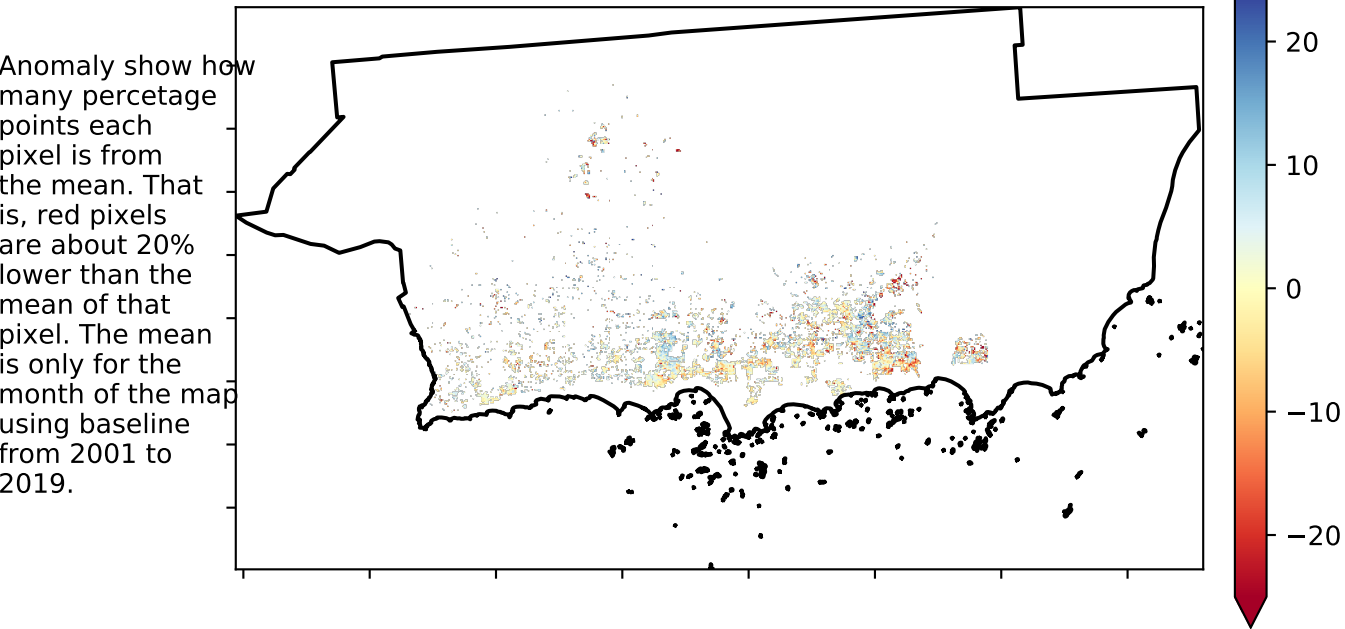 Anomaly show how
many percetage
points each
pixel is from
the mean. That
is, red pixels
are about 20%
lower than the
mean of that
pixel. The mean
is only for the
month of the map
using baseline
from 2001 to
2019.
20
10
0
−10
−20